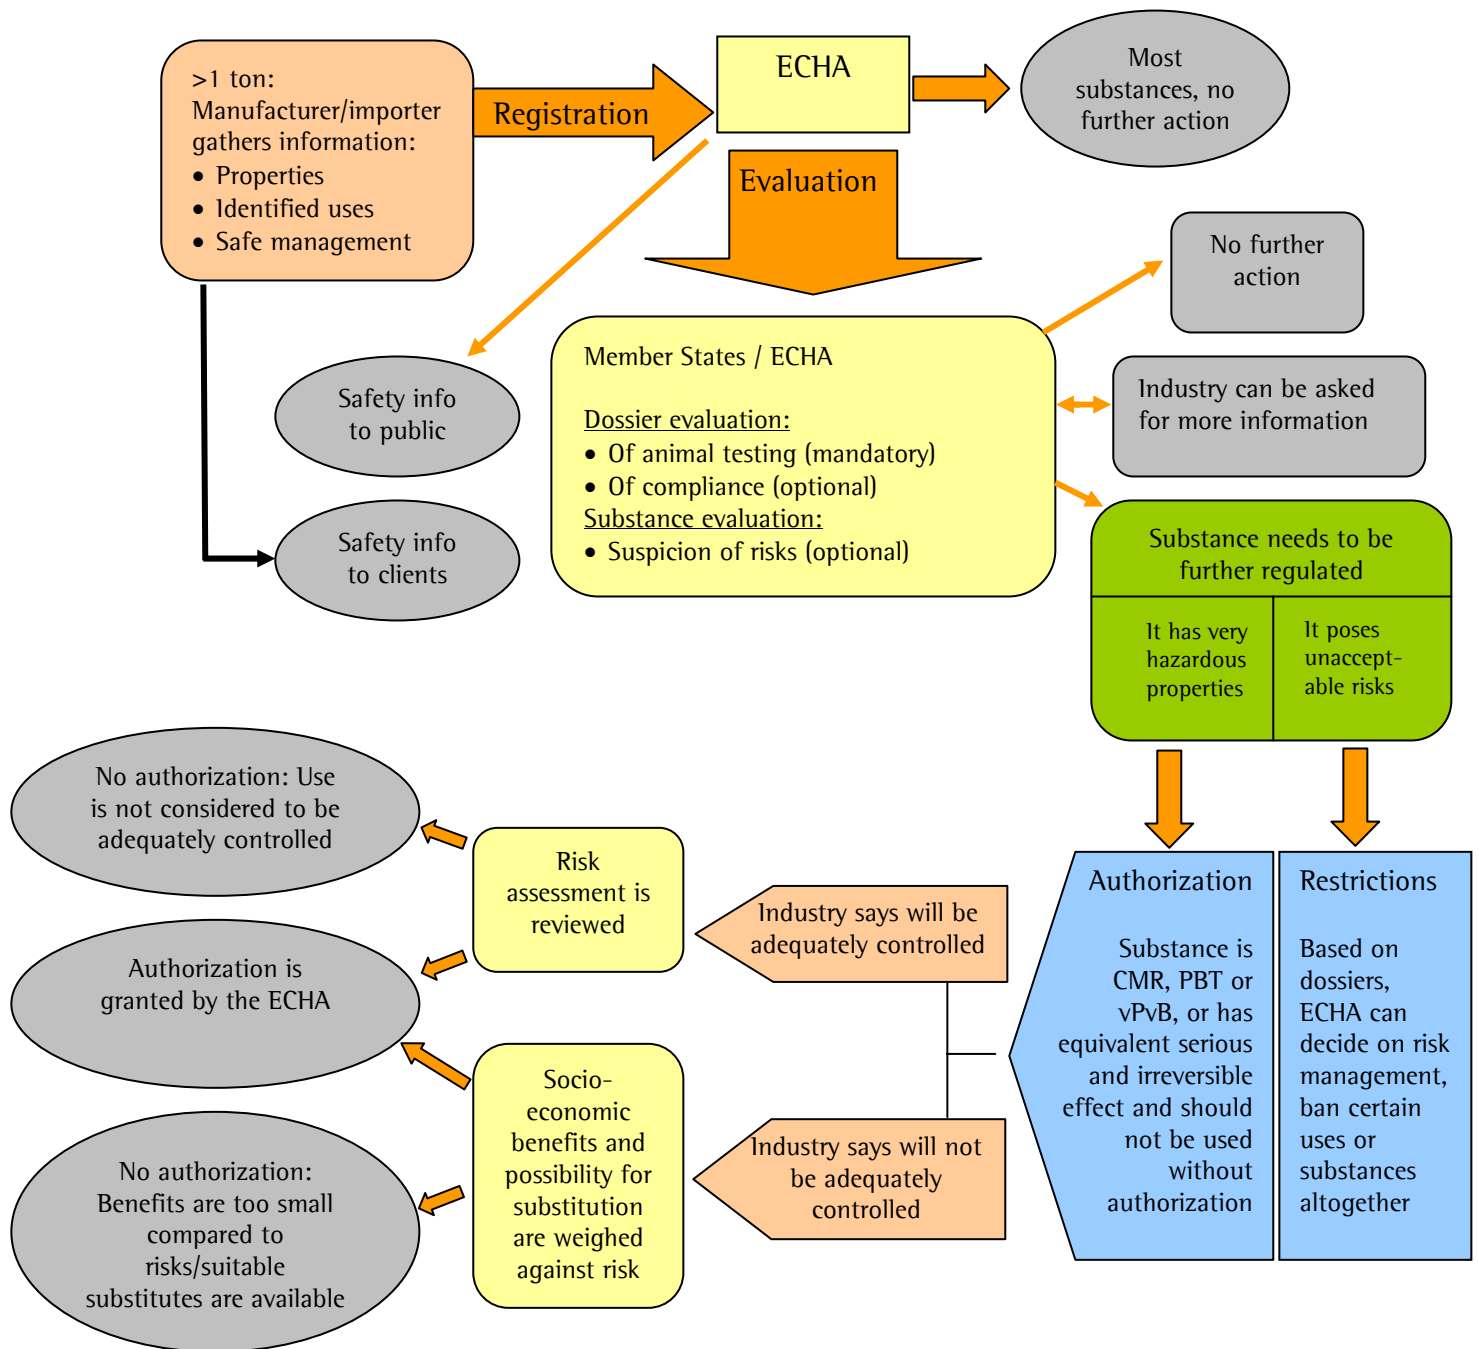 >1 ton:
Manufacturer/importer
gathers information:
• Properties
• Identified uses
• Safe management
Registration
ECHA
Most
substances, no
further action
Evaluation
No further
action
Safety info
to public
Member States / ECHA
Dossier evaluation:
• Of animal testing (mandatory)
• Of compliance (optional)
Substance evaluation:
• Suspicion of risks (optional)
Industry can be asked
for more information
Safety info
to clients
Substance needs to be
further regulated
It has very
hazardous
properties
It poses
unaccept-
able risks
No authorization: Use
is not considered to be
adequately controlled
Risk
assessment is
reviewed
Industry says will be
adequately controlled
Authorization
Substance is
CMR, PBT or
vPvB, or has
equivalent serious
and irreversible
effect and should
not be used
without
authorization
Restrictions
Based on
dossiers,
ECHA can
decide on risk
management,
ban certain
uses or
substances
altogether
Authorization is
granted by the ECHA
Socio-
economic
benefits and
possibility for
substitution
are weighed
against risk
Industry says will not
be adequately
controlled
No authorization:
Benefits are too small
compared to
risks/suitable
substitutes are available